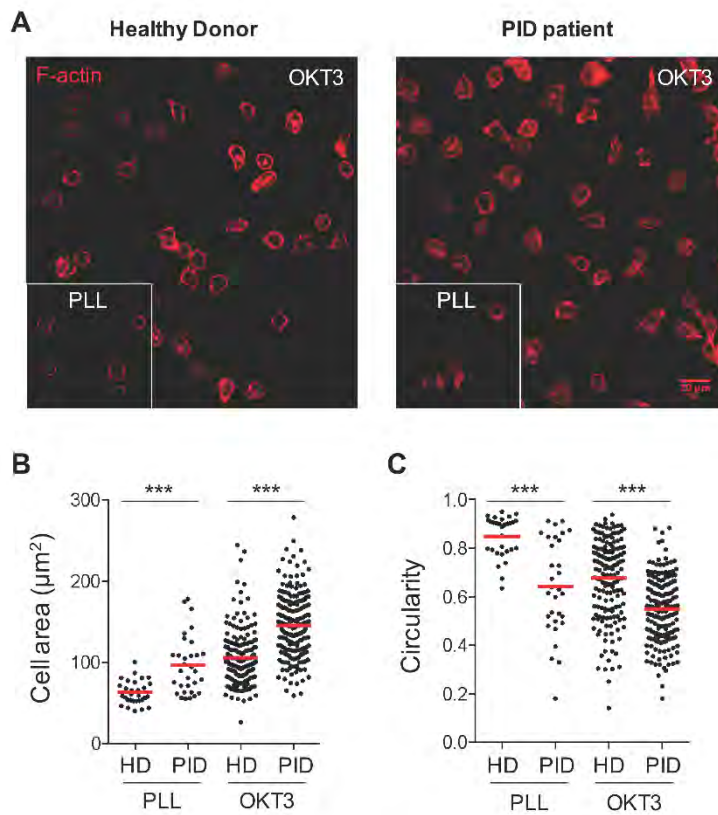 A
Healthy Donor
PID patient
F-actin
OKT3
OKT3
PLL
PLL
B
C
***
***
***
***
300
200
100
0
Cell area (µm²)
HD
PID
HD
PID
PLL
OKT3
1.0
0.8
0.6
0.4
0.2
0.0
Circularity
HD
PID
HD
PID
PLL
OKT3